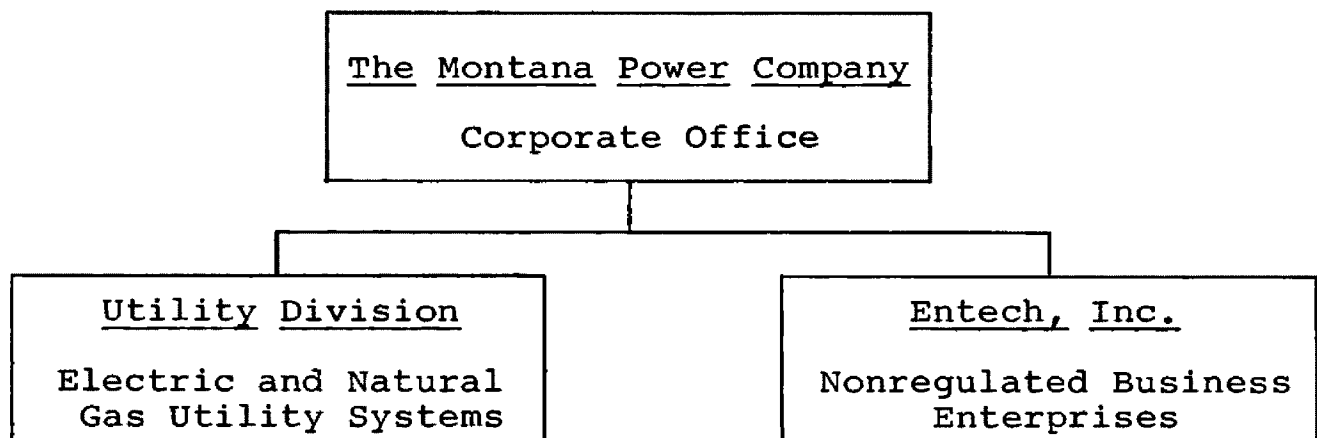 The Montana Power Company
Corporate Office
Utility Division
Electric and Natural
Gas Utility Systems
Entech, Inc.
Nonregulated Business
Enterprises